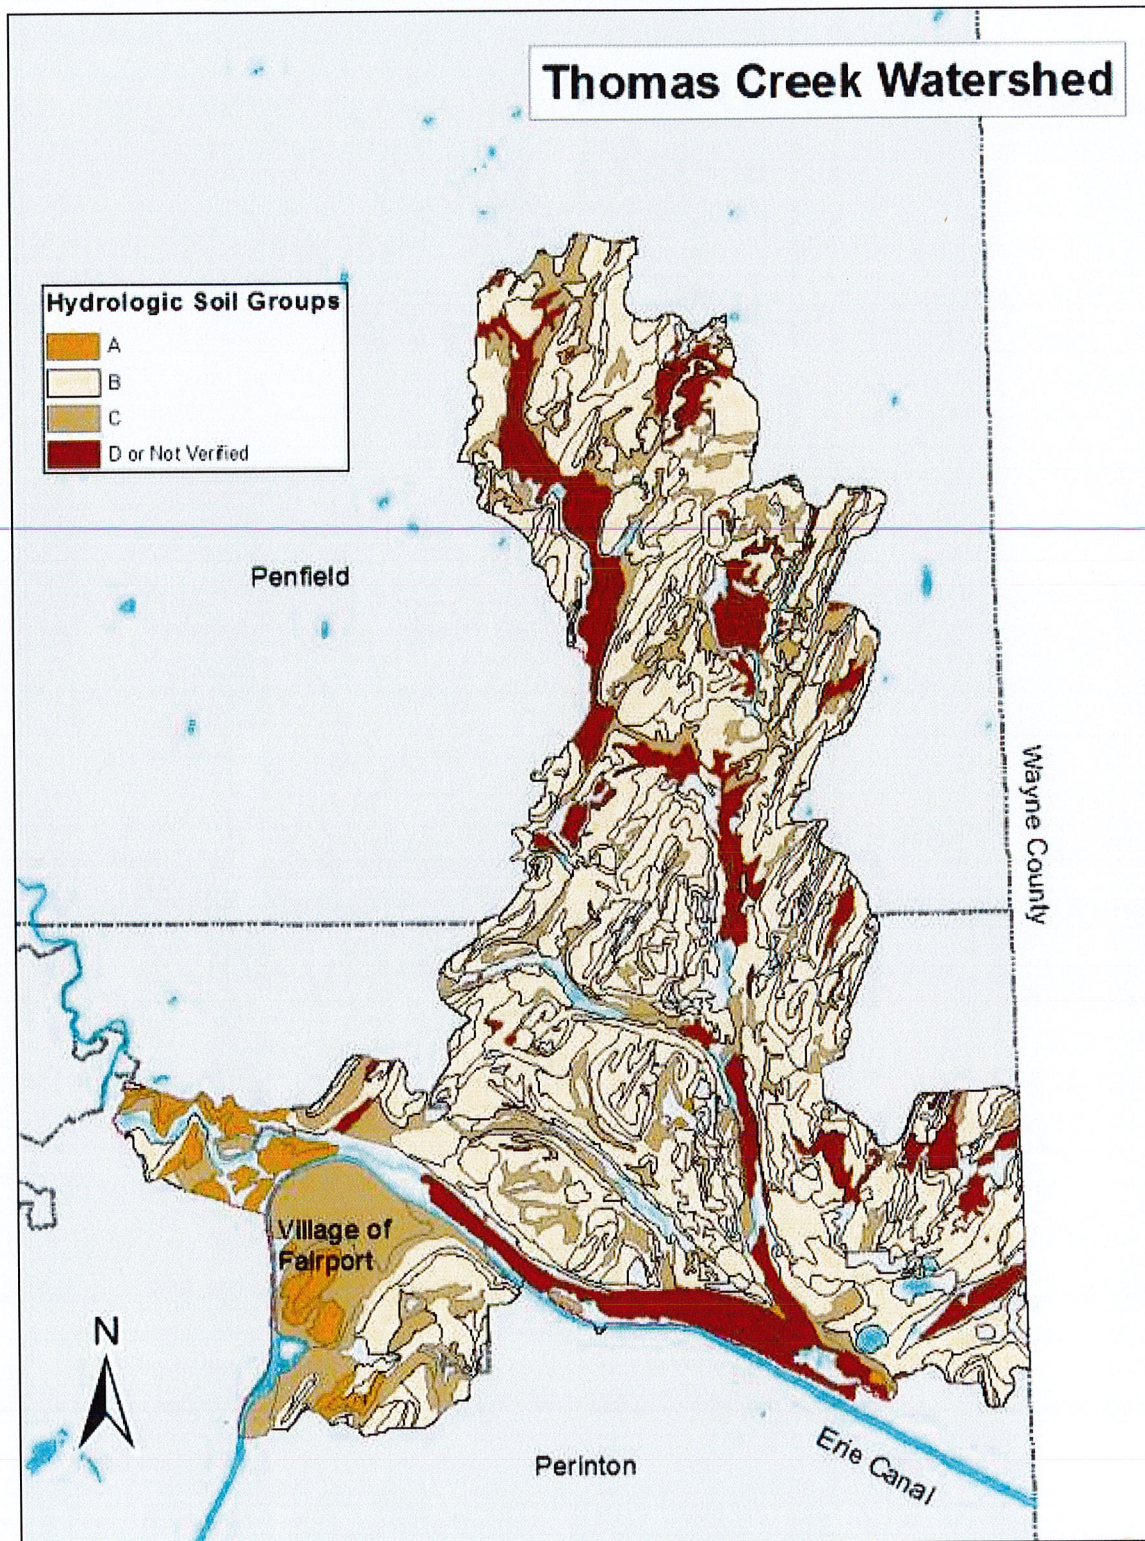 Thomas Creek Watershed
Hydrologic Soil Groups
A
B
C
D or Not Verified
Penfield
Wayne County
Village of
Fairport
N
Perinton
Erie Canal